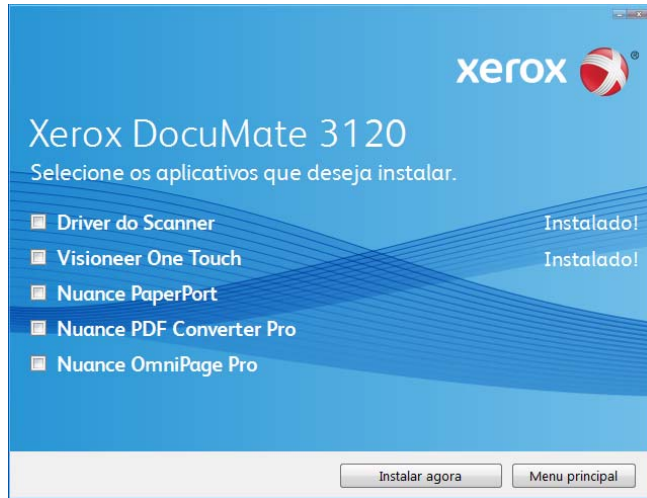 xerox ®
Xerox DocuMate 3120
Selecione os aplicativos que deseja instalar.
Driver do Scanner Instalado!
Visioneer One Touch Instalado!
Nuance PaperPort
Nuance PDF Converter Pro
Nuance OmniPage Pro
Instalar agora Menu principal